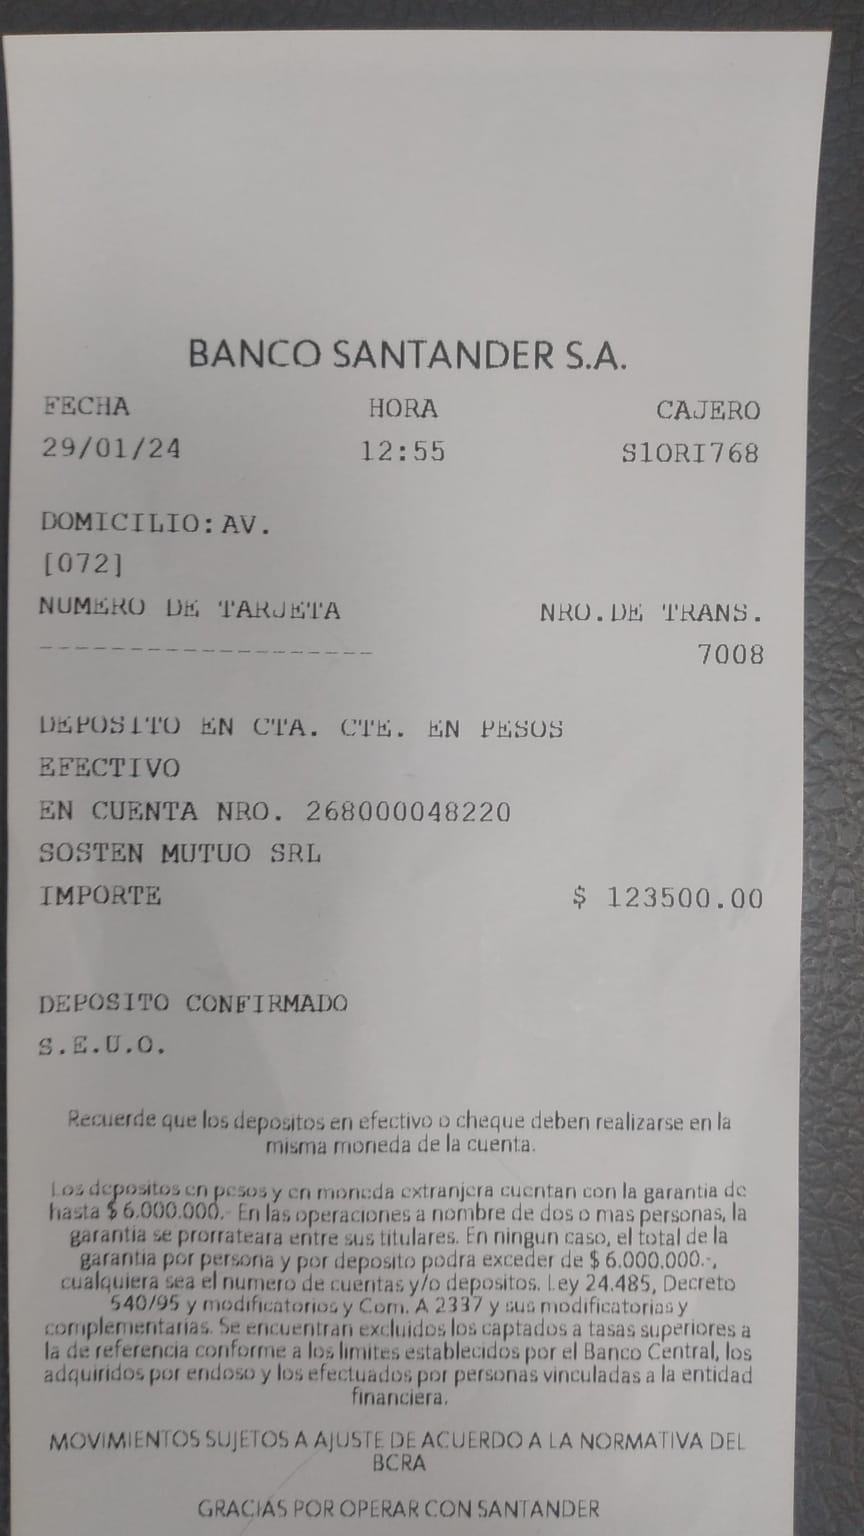 BANCO SANTANDER S.A.
FECHA HORA CAJERO
29/01/24 12:55 S1ORI768
DOMICILIO: AV.
[072]
NUMERO DE TARJETA NRO.DE TRANS.
------------------- 7008
DEPOSITO EN CTA. CTE. EN PESOS
EFECTIVO
EN CUENTA NRO. 268000048220
SOSTEN MUTUO SRL
IMPORTE $ 123500.00
DEPOSITO CONFIRMADO
S.E.U.O.
Recuerde que los depositos en efectivo o cheque deben realizarse en la
misma moneda de la cuenta.
Los depositos en pesos y en moneda extranjera cuentan con la garantia de
hasta $ 6.000.000.- En las operaciones a nombre de dos o mas personas, la
garantia se prorrateara entre sus titulares. En ningun caso, el total de la
garantia por persona y por deposito podra exceder de $ 6.000.000.-,
cualquiera sea el numero de cuentas y/o depositos. Ley 24.485, Decreto
540/95 y modificatorios y Com. A 2337 y sus modificatorias y
complementarias. Se encuentran excluidos los captados a tasas superiores a
la de referencia conforme a los limites establecidos por el Banco Central, los
adquiridos por endoso y los efectuados por personas vinculadas a la entidad
financiera.
MOVIMIENTOS SUJETOS A AJUSTE DE ACUERDO A LA NORMATIVA DEL
BCRA
GRACIAS POR OPERAR CON SANTANDER